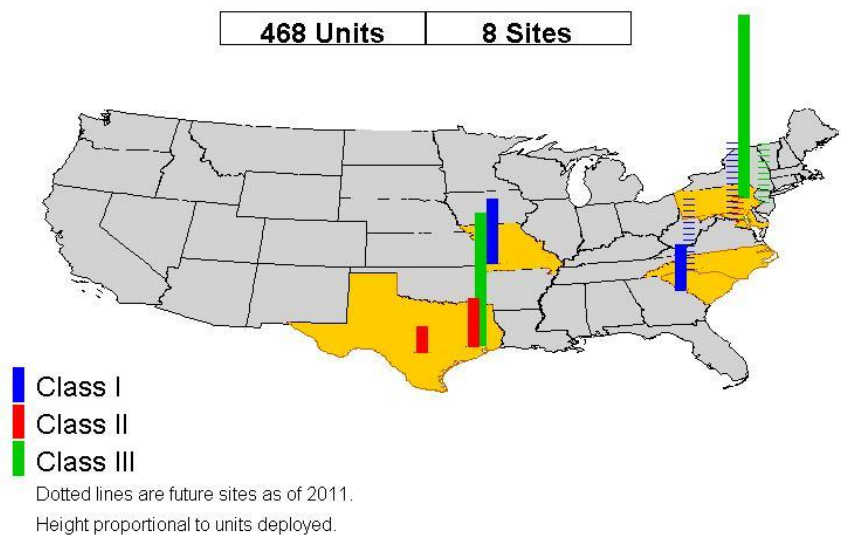 468 Units 8 Sites
Class I
Class II
Class III
Dotted lines are future sites as of 2011.
Height proportional to units deployed.